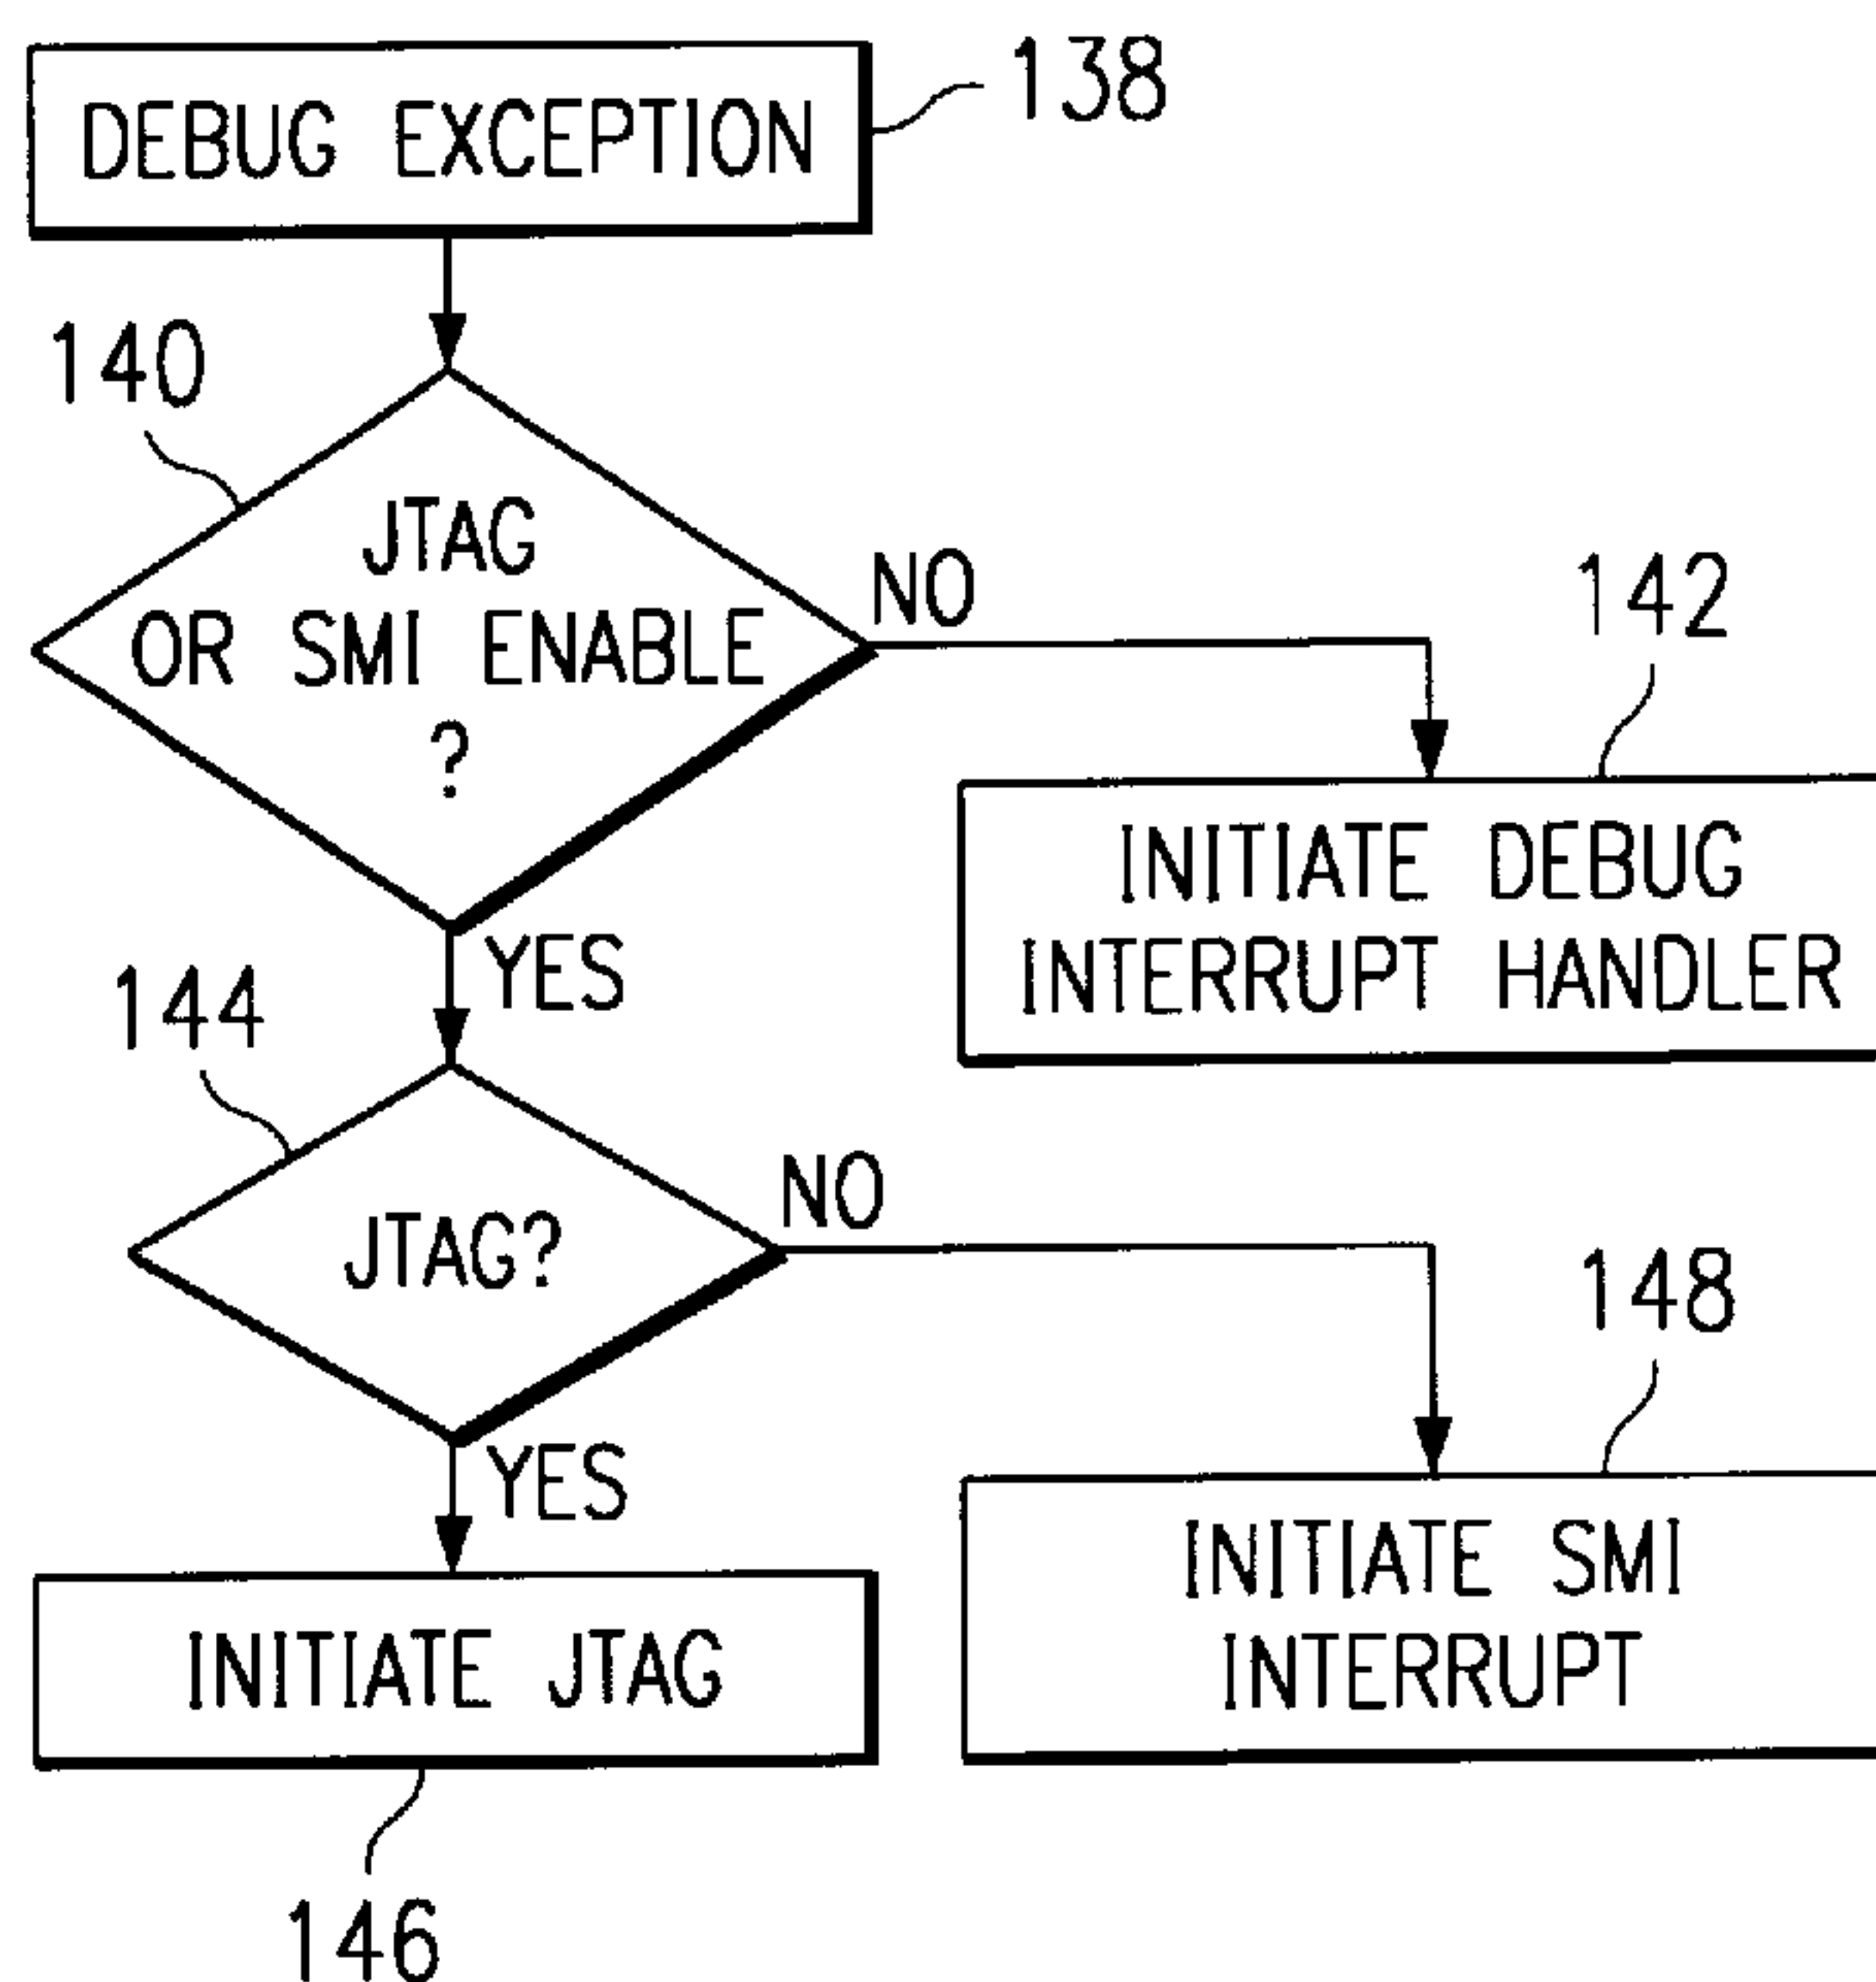 DEBUG EXCEPTION
138
140
JTAG
OR SMI ENABLE
?
NO
142
INITIATE DEBUG
INTERRUPT HANDLER
YES
144
JTAG?
NO
148
INITIATE SMI
INTERRUPT
YES
INITIATE JTAG
146